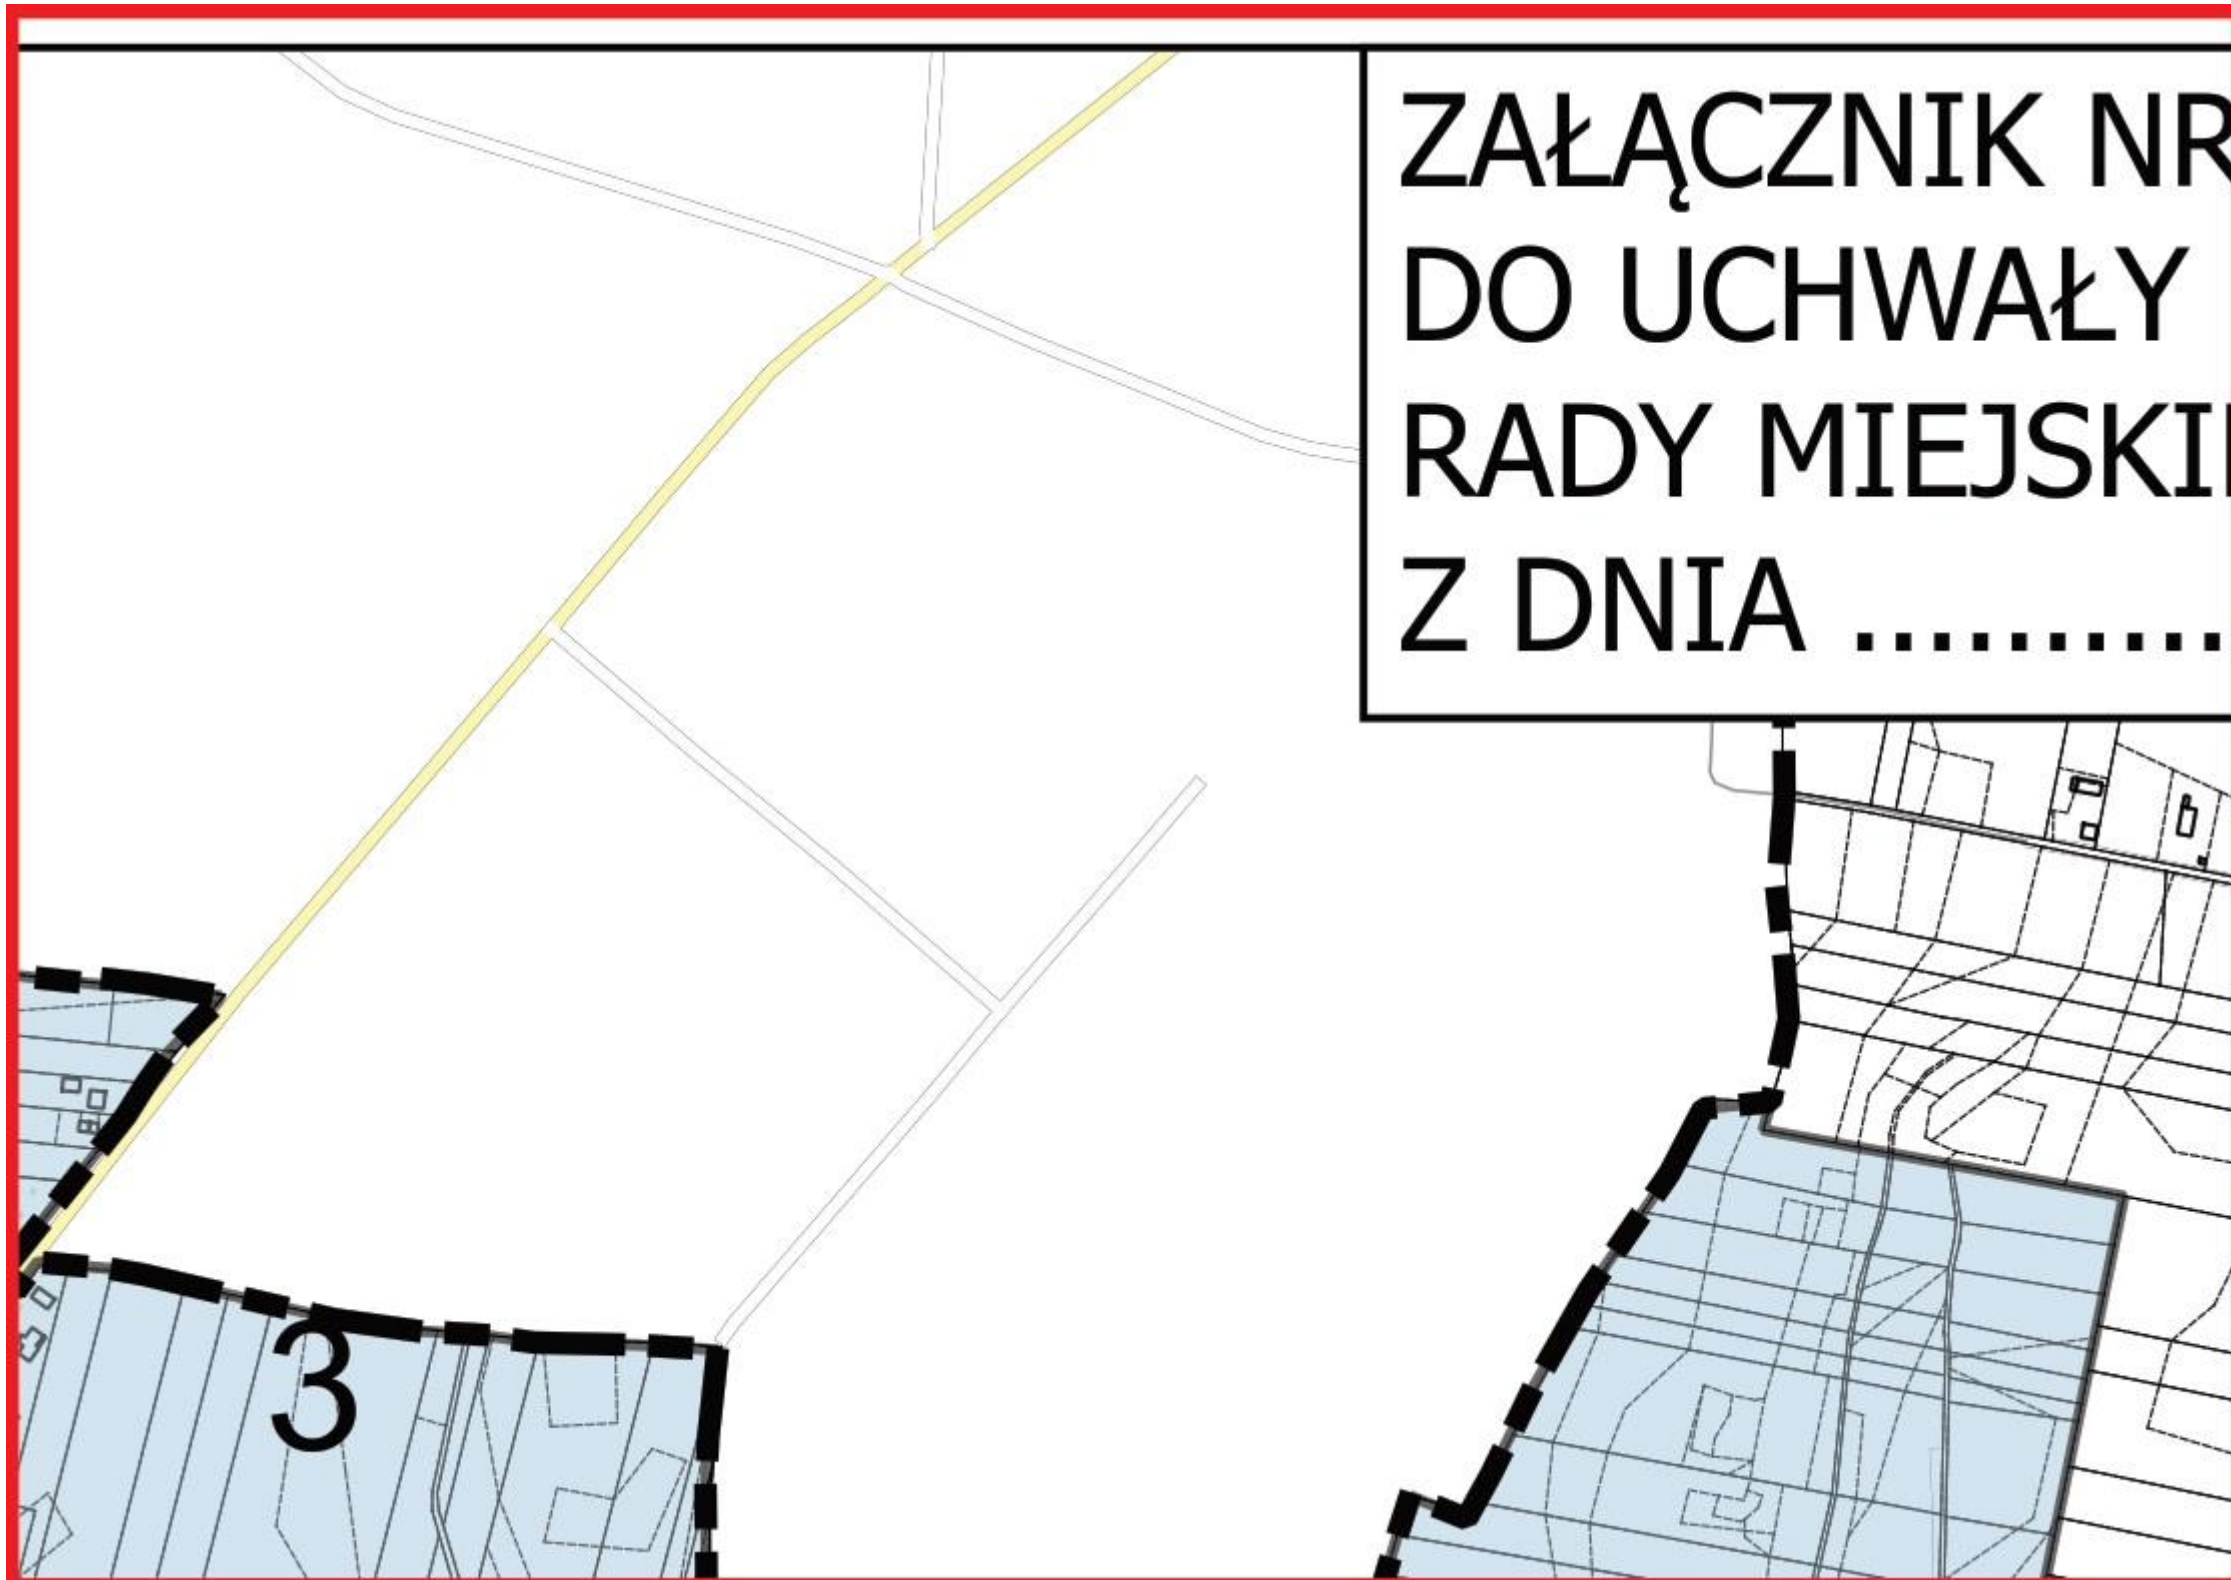 ZAŁĄCZNIK NR
DO UCHWAŁY
RADY MIEJSKI
Z DNIA ..........
3